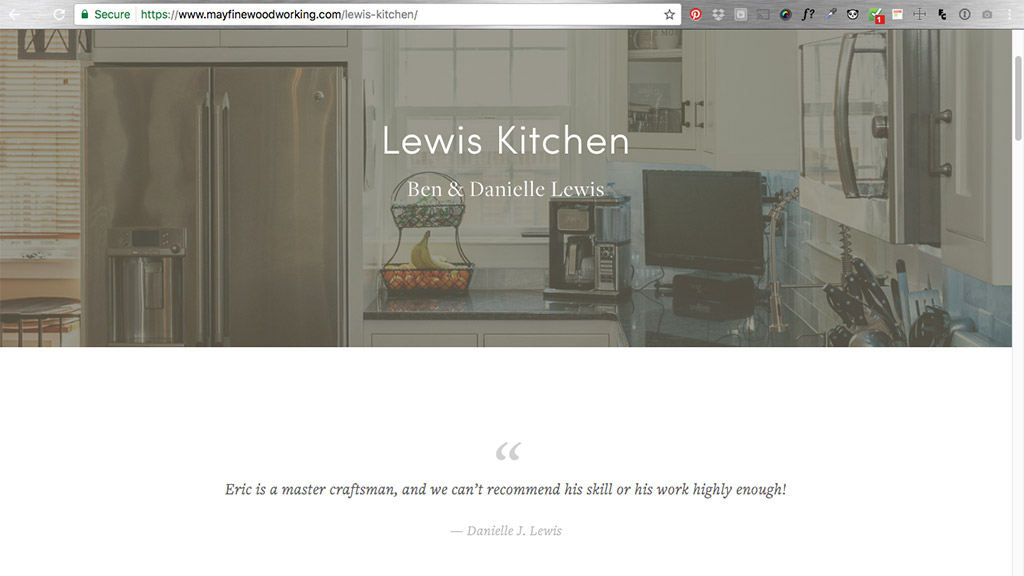 Secure https://www.mayfinewoodworking.com/lewis-kitchen/
f?
1
Lewis Kitchen
Ben & Danielle Lewis
“
Eric is a master craftsman, and we can’t recommend his skill or his work highly enough!
— Danielle J. Lewis